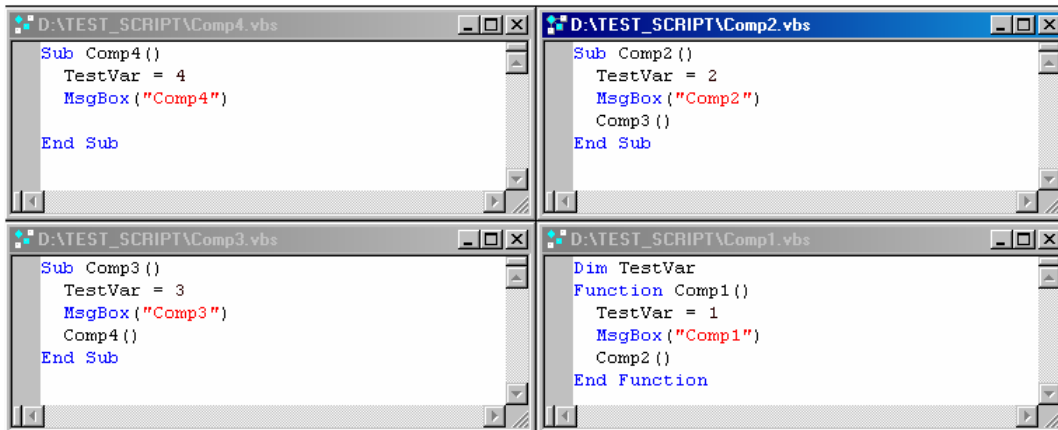 D:\TEST_SCRIPT\Comp4.vbs
Sub Comp4()
TestVar = 4
MsgBox("Comp4")
End Sub
D:\TEST_SCRIPT\Comp2.vbs
Sub Comp2()
TestVar = 2
MsgBox("Comp2")
Comp3()
End Sub
D:\TEST_SCRIPT\Comp3.vbs
Sub Comp3()
TestVar = 3
MsgBox("Comp3")
Comp4()
End Sub
D:\TEST_SCRIPT\Comp1.vbs
Dim TestVar
Function Comp1()
TestVar = 1
MsgBox("Comp1")
Comp2()
End Function